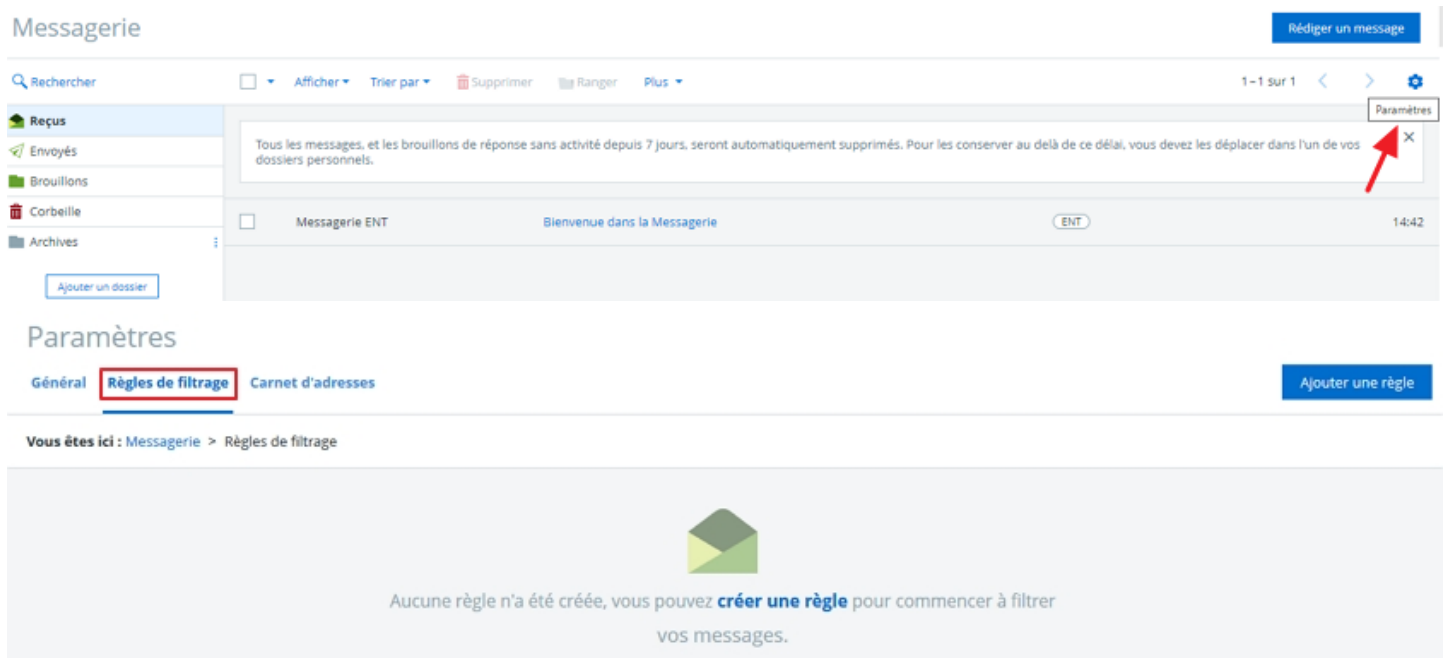 Messagerie
Rédiger un message
Rechercher
Afficher
Trier par
Supprimer
Ranger
Plus
1-1 sur 1
Paramètres
Reçus
Envoyés
Brouillons
Corbeille
Archives
Ajouter un dossier
Tous les messages, et les brouillons de réponse sans activité depuis 7 jours, seront automatiquement supprimés. Pour les conserver au delà de ce délai, vous devez les déplacer dans l'un de vos
dossiers personnels.
Messagerie ENT
Bienvenue dans la Messagerie
ENT
14:42
Paramètres
Général
Règles de filtrage
Carnet d'adresses
Ajouter une règle
Vous êtes ici : Messagerie > Règles de filtrage
Aucune règle n'a été créée, vous pouvez créer une règle pour commencer à filtrer
vos messages.